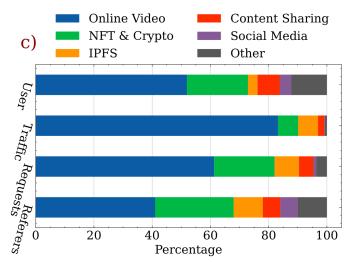 c)
Online Video
NFT & Crypto
IPFS
Content Sharing
Social Media
Other
User
Traffic
Requests
Referers
0 20 40 60 80 100
Percentage